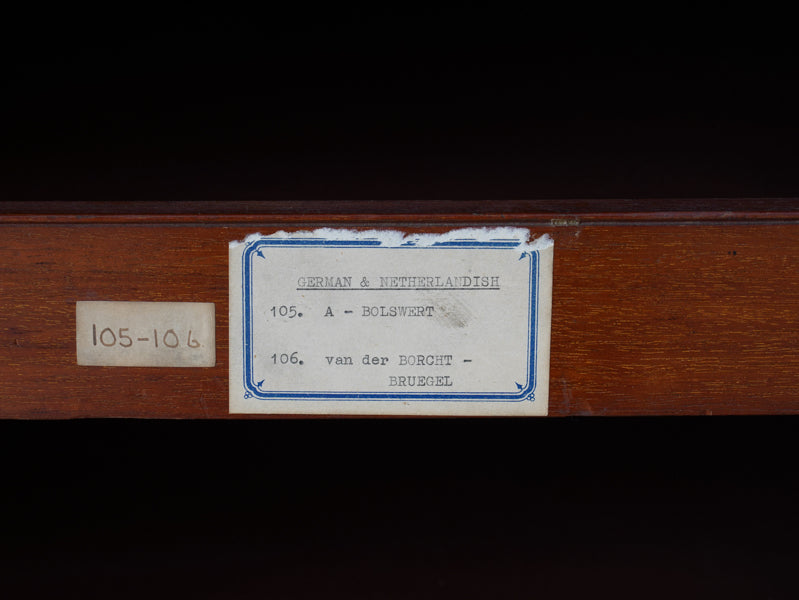 105-106
GERMAN & NETHERLANDISH
105. A - BOLSWERT
106. van der BORCHT -
BRUEGEL